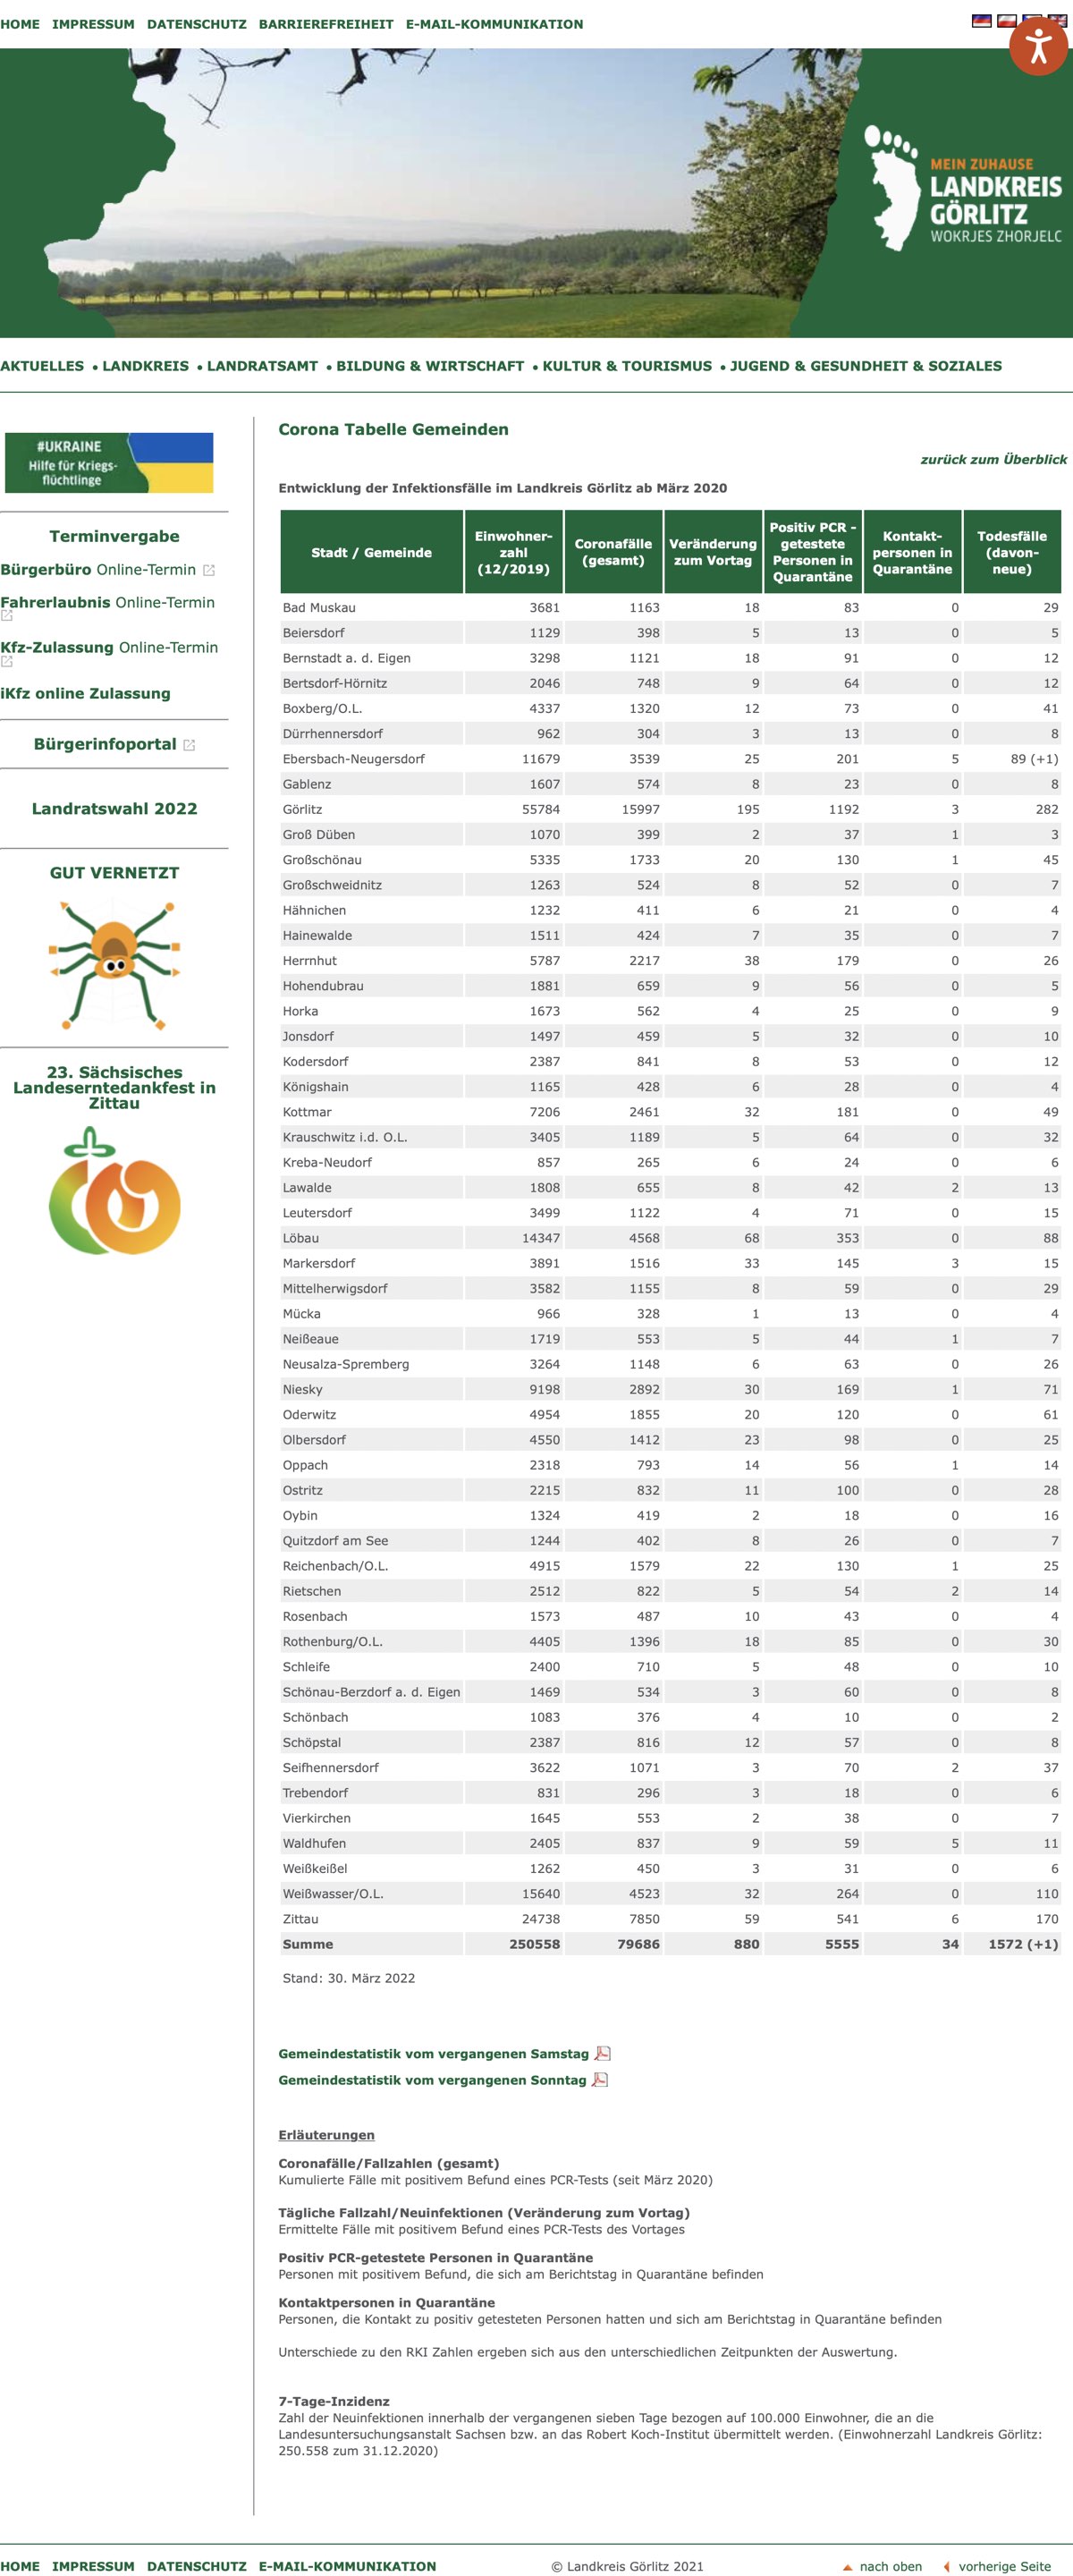 HOME IMPRESSUM DATENSCHUTZ BARRIEREFREIHEIT E-MAIL-KOMMUNIKATION
MEIN ZUHAUSE
LANDKREIS
GÖRLITZ
WOKRJES ZHORJELC
AKTUELLES • LANDKREIS • LANDRATSAMT • BILDUNG & WIRTSCHAFT • KULTUR & TOURISMUS • JUGEND & GESUNDHEIT & SOZIALES
#UKRAINE
Hilfe für Kriegs-
flüchtlinge
Terminvergabe
Bürgerbüro Online-Termin
Fahrerlaubnis Online-Termin
Kfz-Zulassung Online-Termin
iKfz online Zulassung
Bürgerinfoportal
Landratswahl 2022
GUT VERNETZT
23. Sächsisches
Landeserntedankfest in
Zittau
Corona Tabelle Gemeinden
zurück zum Überblick
Entwicklung der Infektionsfälle im Landkreis Görlitz ab März 2020
Stadt / Gemeinde Einwohner-zahl (12/2019) Coronafälle (gesamt) Veränderung zum Vortag Positiv PCR - getestete Personen in Quarantäne Kontakt-personen in Quarantäne Todesfälle (davon-neue)
Bad Muskau 3681 1163 18 83 0 29
Beiersdorf 1129 398 5 13 0 5
Bernstadt a. d. Eigen 3298 1121 18 91 0 12
Bertsdorf-Hörnitz 2046 748 9 64 0 12
Boxberg/O.L. 4337 1320 12 73 0 41
Dürrhennersdorf 962 304 3 13 0 8
Ebersbach-Neugersdorf 11679 3539 25 201 5 89 (+1)
Gablenz 1607 574 8 23 0 8
Görlitz 55784 15997 195 1192 3 282
Groß Düben 1070 399 2 37 1 3
Großschönau 5335 1733 20 130 1 45
Großschweidnitz 1263 524 8 52 0 7
Hähnichen 1232 411 6 21 0 4
Hainewalde 1511 424 7 35 0 7
Herrnhut 5787 2217 38 179 0 26
Hohendubrau 1881 659 9 56 0 5
Horka 1673 562 4 25 0 9
Jonsdorf 1497 459 5 32 0 10
Kodersdorf 2387 841 8 53 0 12
Königshain 1165 428 6 28 0 4
Kottmar 7206 2461 32 181 0 49
Krauschwitz i.d. O.L. 3405 1189 5 64 0 32
Kreba-Neudorf 857 265 6 24 0 6
Lawalde 1808 655 8 42 2 13
Leutersdorf 3499 1122 4 71 0 15
Löbau 14347 4568 68 353 0 88
Markersdorf 3891 1516 33 145 3 15
Mittelherwigsdorf 3582 1155 8 59 0 29
Mücka 966 328 1 13 0 4
Neißeaue 1719 553 5 44 1 7
Neusalza-Spremberg 3264 1148 6 63 0 26
Niesky 9198 2892 30 169 1 71
Oderwitz 4954 1855 20 120 0 61
Olbersdorf 4550 1412 23 98 0 25
Oppach 2318 793 14 56 1 14
Ostritz 2215 832 11 100 0 28
Oybin 1324 419 2 18 0 16
Quitzdorf am See 1244 402 8 26 0 7
Reichenbach/O.L. 4915 1579 22 130 1 25
Rietschen 2512 822 5 54 2 14
Rosenbach 1573 487 10 43 0 4
Rothenburg/O.L. 4405 1396 18 85 0 30
Schleife 2400 710 5 48 0 10
Schönau-Berzdorf a. d. Eigen 1469 534 3 60 0 8
Schönbach 1083 376 4 10 0 2
Schöpstal 2387 816 12 57 0 8
Seifhennersdorf 3622 1071 3 70 2 37
Trebendorf 831 296 3 18 0 6
Vierkirchen 1645 553 2 38 0 7
Waldhufen 2405 837 9 59 5 11
Weißkeißel 1262 450 3 31 0 6
Weißwasser/O.L. 15640 4523 32 264 0 110
Zittau 24738 7850 59 541 6 170
Summe 250558 79686 880 5555 34 1572 (+1)
Stand: 30. März 2022
Gemeindestatistik vom vergangenen Samstag
Gemeindestatistik vom vergangenen Sonntag
Erläuterungen
Coronafälle/Fallzahlen (gesamt)
Kumulierte Fälle mit positivem Befund eines PCR-Tests (seit März 2020)
Tägliche Fallzahl/Neuinfektionen (Veränderung zum Vortag)
Ermittelte Fälle mit positivem Befund eines PCR-Tests des Vortages
Positiv PCR-getestete Personen in Quarantäne
Personen mit positivem Befund, die sich am Berichtstag in Quarantäne befinden
Kontaktpersonen in Quarantäne
Personen, die Kontakt zu positiv getesteten Personen hatten und sich am Berichtstag in Quarantäne befinden
Unterschiede zu den RKI Zahlen ergeben sich aus den unterschiedlichen Zeitpunkten der Auswertung.
7-Tage-Inzidenz
Zahl der Neuinfektionen innerhalb der vergangenen sieben Tage bezogen auf 100.000 Einwohner, die an die
Landesuntersuchungsanstalt Sachsen bzw. an das Robert Koch-Institut übermittelt werden. (Einwohnerzahl Landkreis Görlitz:
250.558 zum 31.12.2020)
HOME IMPRESSUM DATENSCHUTZ E-MAIL-KOMMUNIKATION © Landkreis Görlitz 2021 nach oben vorherige Seite